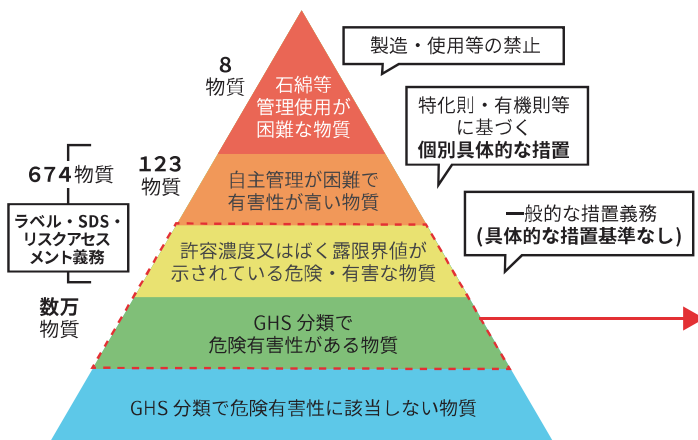 製造・使用等の禁止
8
物質
石綿等
管理使用が
困難な物質
特化則・有機則等
に基づく
個別具体的な措置
123
物質
自主管理が困難で
有害性が高い物質
674物質
ラベル・SDS・
リスクアセス
メント義務
一般的な措置義務
(具体的な措置基準なし)
許容濃度又はばく露限界値が
示されている危険・有害な物質
数万
物質
GHS 分類で
危険有害性がある物質
GHS 分類で危険有害性に該当しない物質